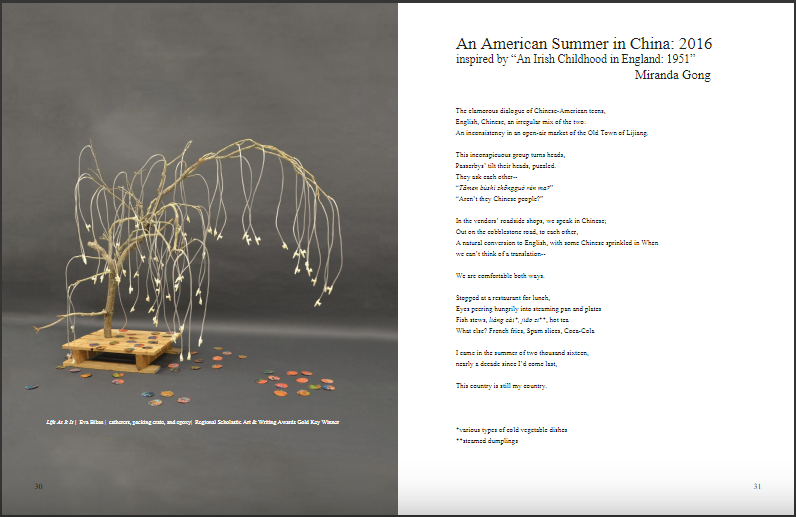 Life As It Is | Eva | catheters, packing crate, and epoxy| Regional Scholastic Art & Writing Awards Gold Key Winner
30
An American Summer in China: 2016
inspired by “An Irish Childhood in England: 1951”
Miranda Gong
The clamorous dialogue of Chinese-American teens,
English, Chinese, an irregular mix of the two.
An inconsistency in an open-air market of the Old Town of Lijiang.
This inconspicuous group turns heads,
Passerbys’ tilt their heads, puzzled.
They ask each other--
“Tāmen búshì zhōngguó rén ma?”
“Aren’t they Chinese people?”
In the vendors’ roadside shops, we speak in Chinese;
Out on the cobblestone road, to each other,
A natural conversion to English, with some Chinese sprinkled in When
we can’t think of a translation--
We are comfortable both ways.
Stopped at a restaurant for lunch,
Eyes peering hungrily into steaming pan and plates
Fish stews, liáng cài*, jiǎo zi**, hot tea
What else? French fries, Spam slices, Coca-Cola
I came in the summer of two thousand sixteen,
nearly a decade since I’d come last,
This country is still my country.
*various types of cold vegetable dishes
**steamed dumplings
31